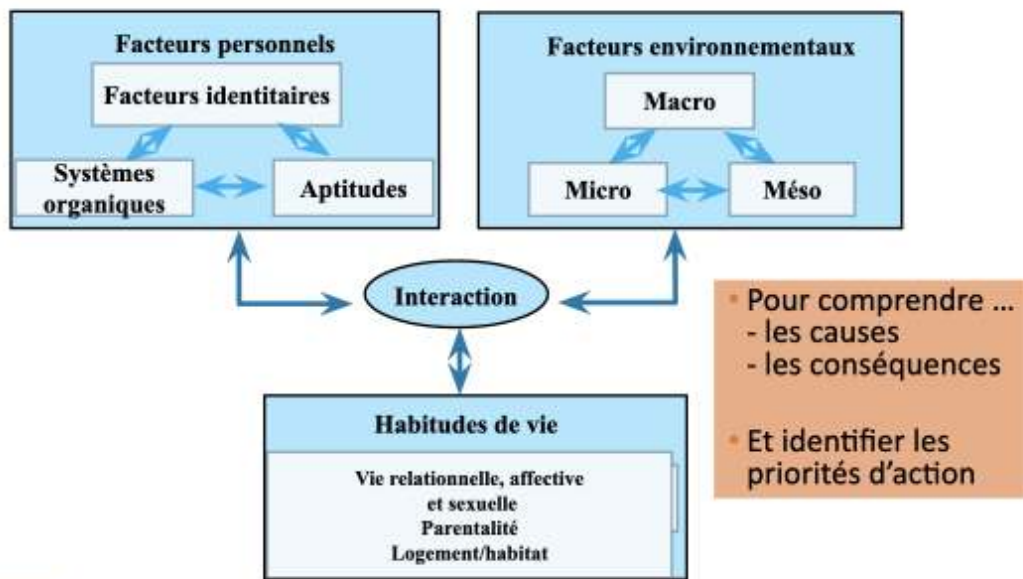 Facteurs personnels
Facteurs identitaires
Systèmes
organiques
Aptitudes
Facteurs environnementaux
Macro
Micro
Méso
Interaction
Pour comprendre ...
- les causes
- les conséquences
Et identifier les
priorités d’action
Habitudes de vie
Vie relationnelle, affective
et sexuelle
Parentalité
Logement/habitat